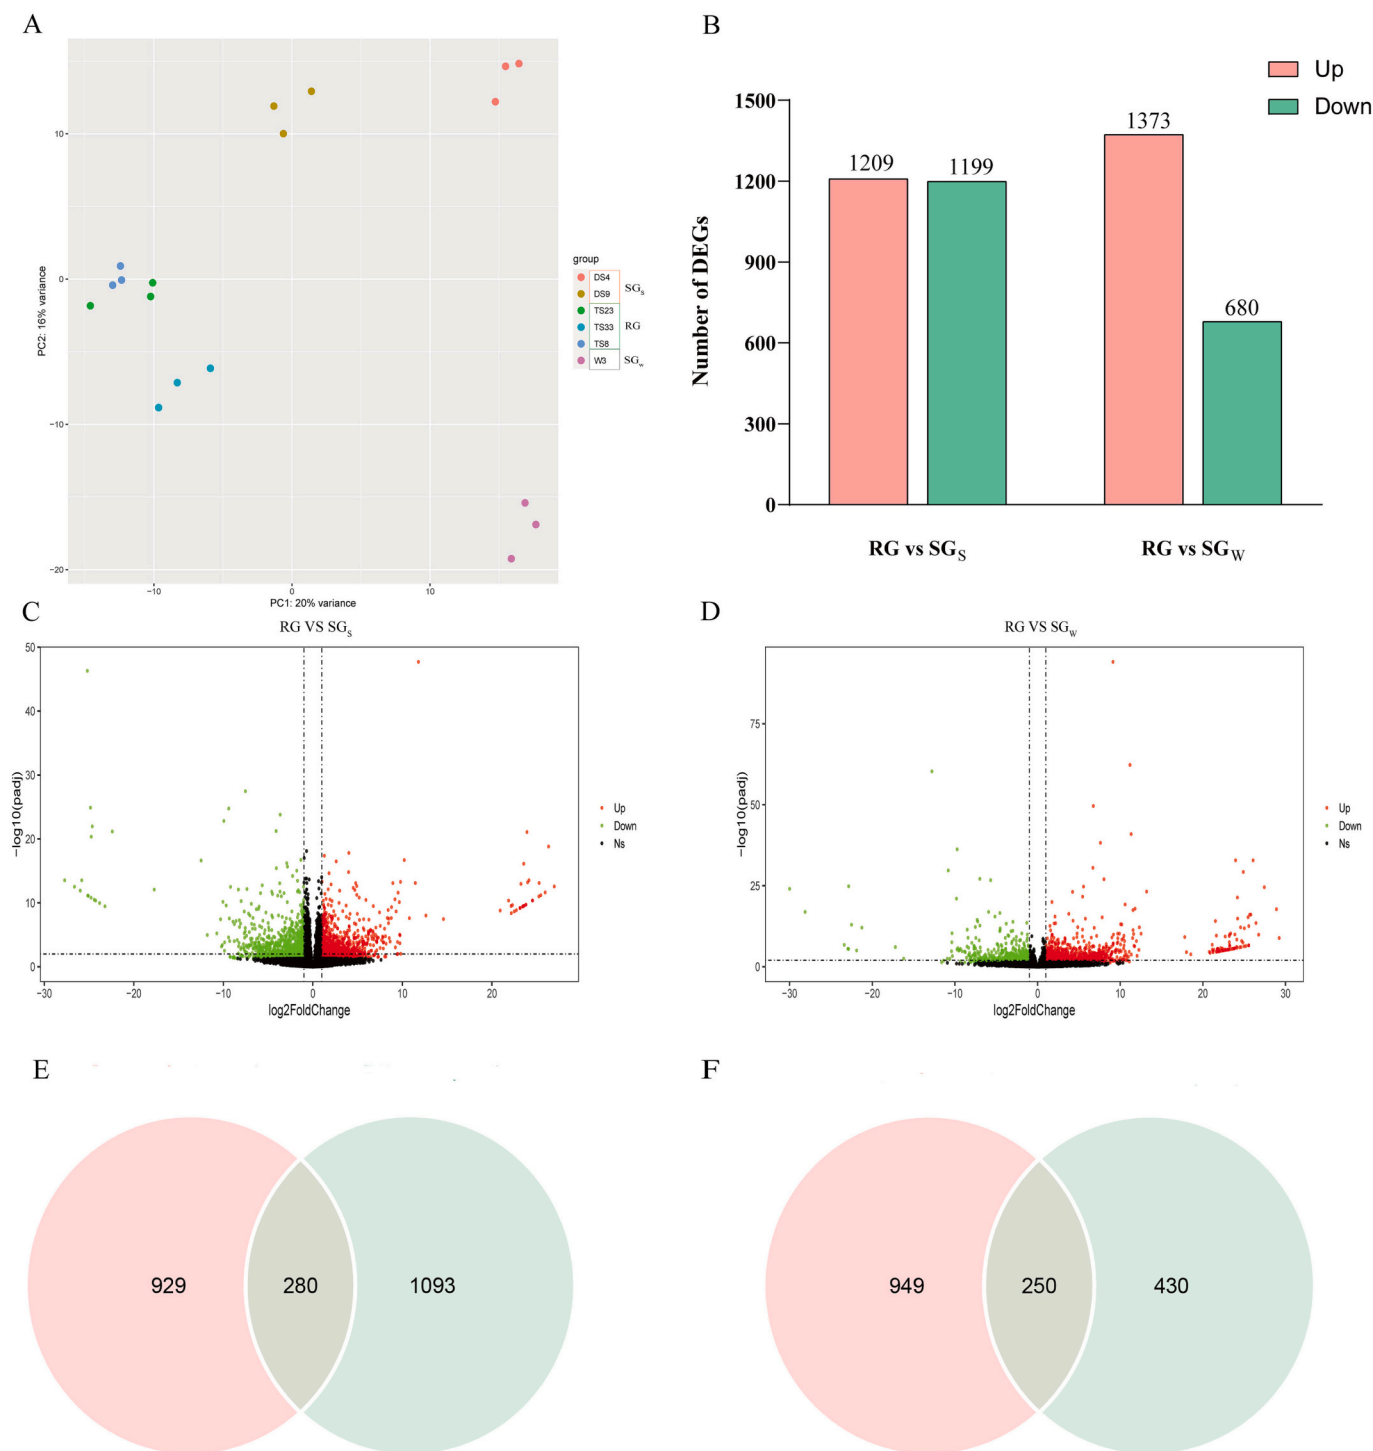 A
10
0
−10
−20
PC2: 16% variance
−10
0
10
PC1: 20% variance
group
DS4
DS9
TS23
TS33
TS8
W3
SGS
RG
SGw
B
Up
Down
1500
1200
900
600
300
0
Number of DEGs
1209
1199
1373
680
RG vs SGS
RG vs SGW
C
RG VS SGS
50
40
30
20
10
0
−log10(padj)
−30
−20
−10
0
10
20
log2FoldChange
Up
Down
Ns
D
RG VS SGW
75
50
25
0
−log10(padj)
−30
−20
−10
0
10
20
30
log2FoldChange
Up
Down
Ns
E
929
280
1093
F
949
250
430